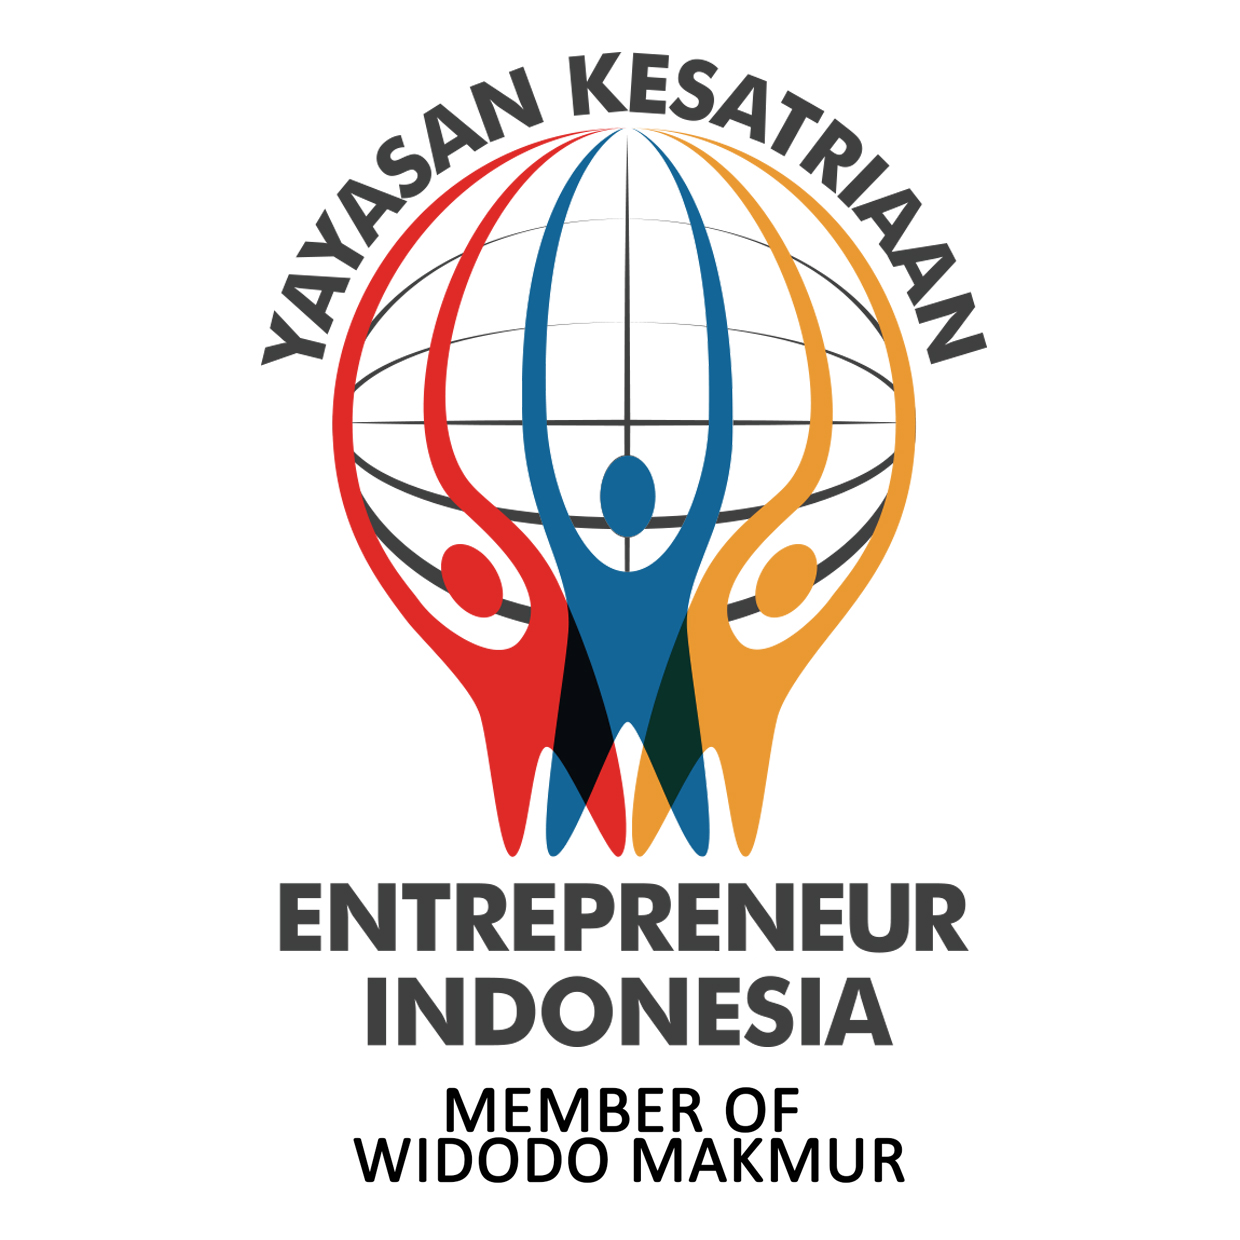 YAYASAN KESATRIAAN
ENTREPRENEUR
INDONESIA
MEMBER OF
WIDODO MAKMUR